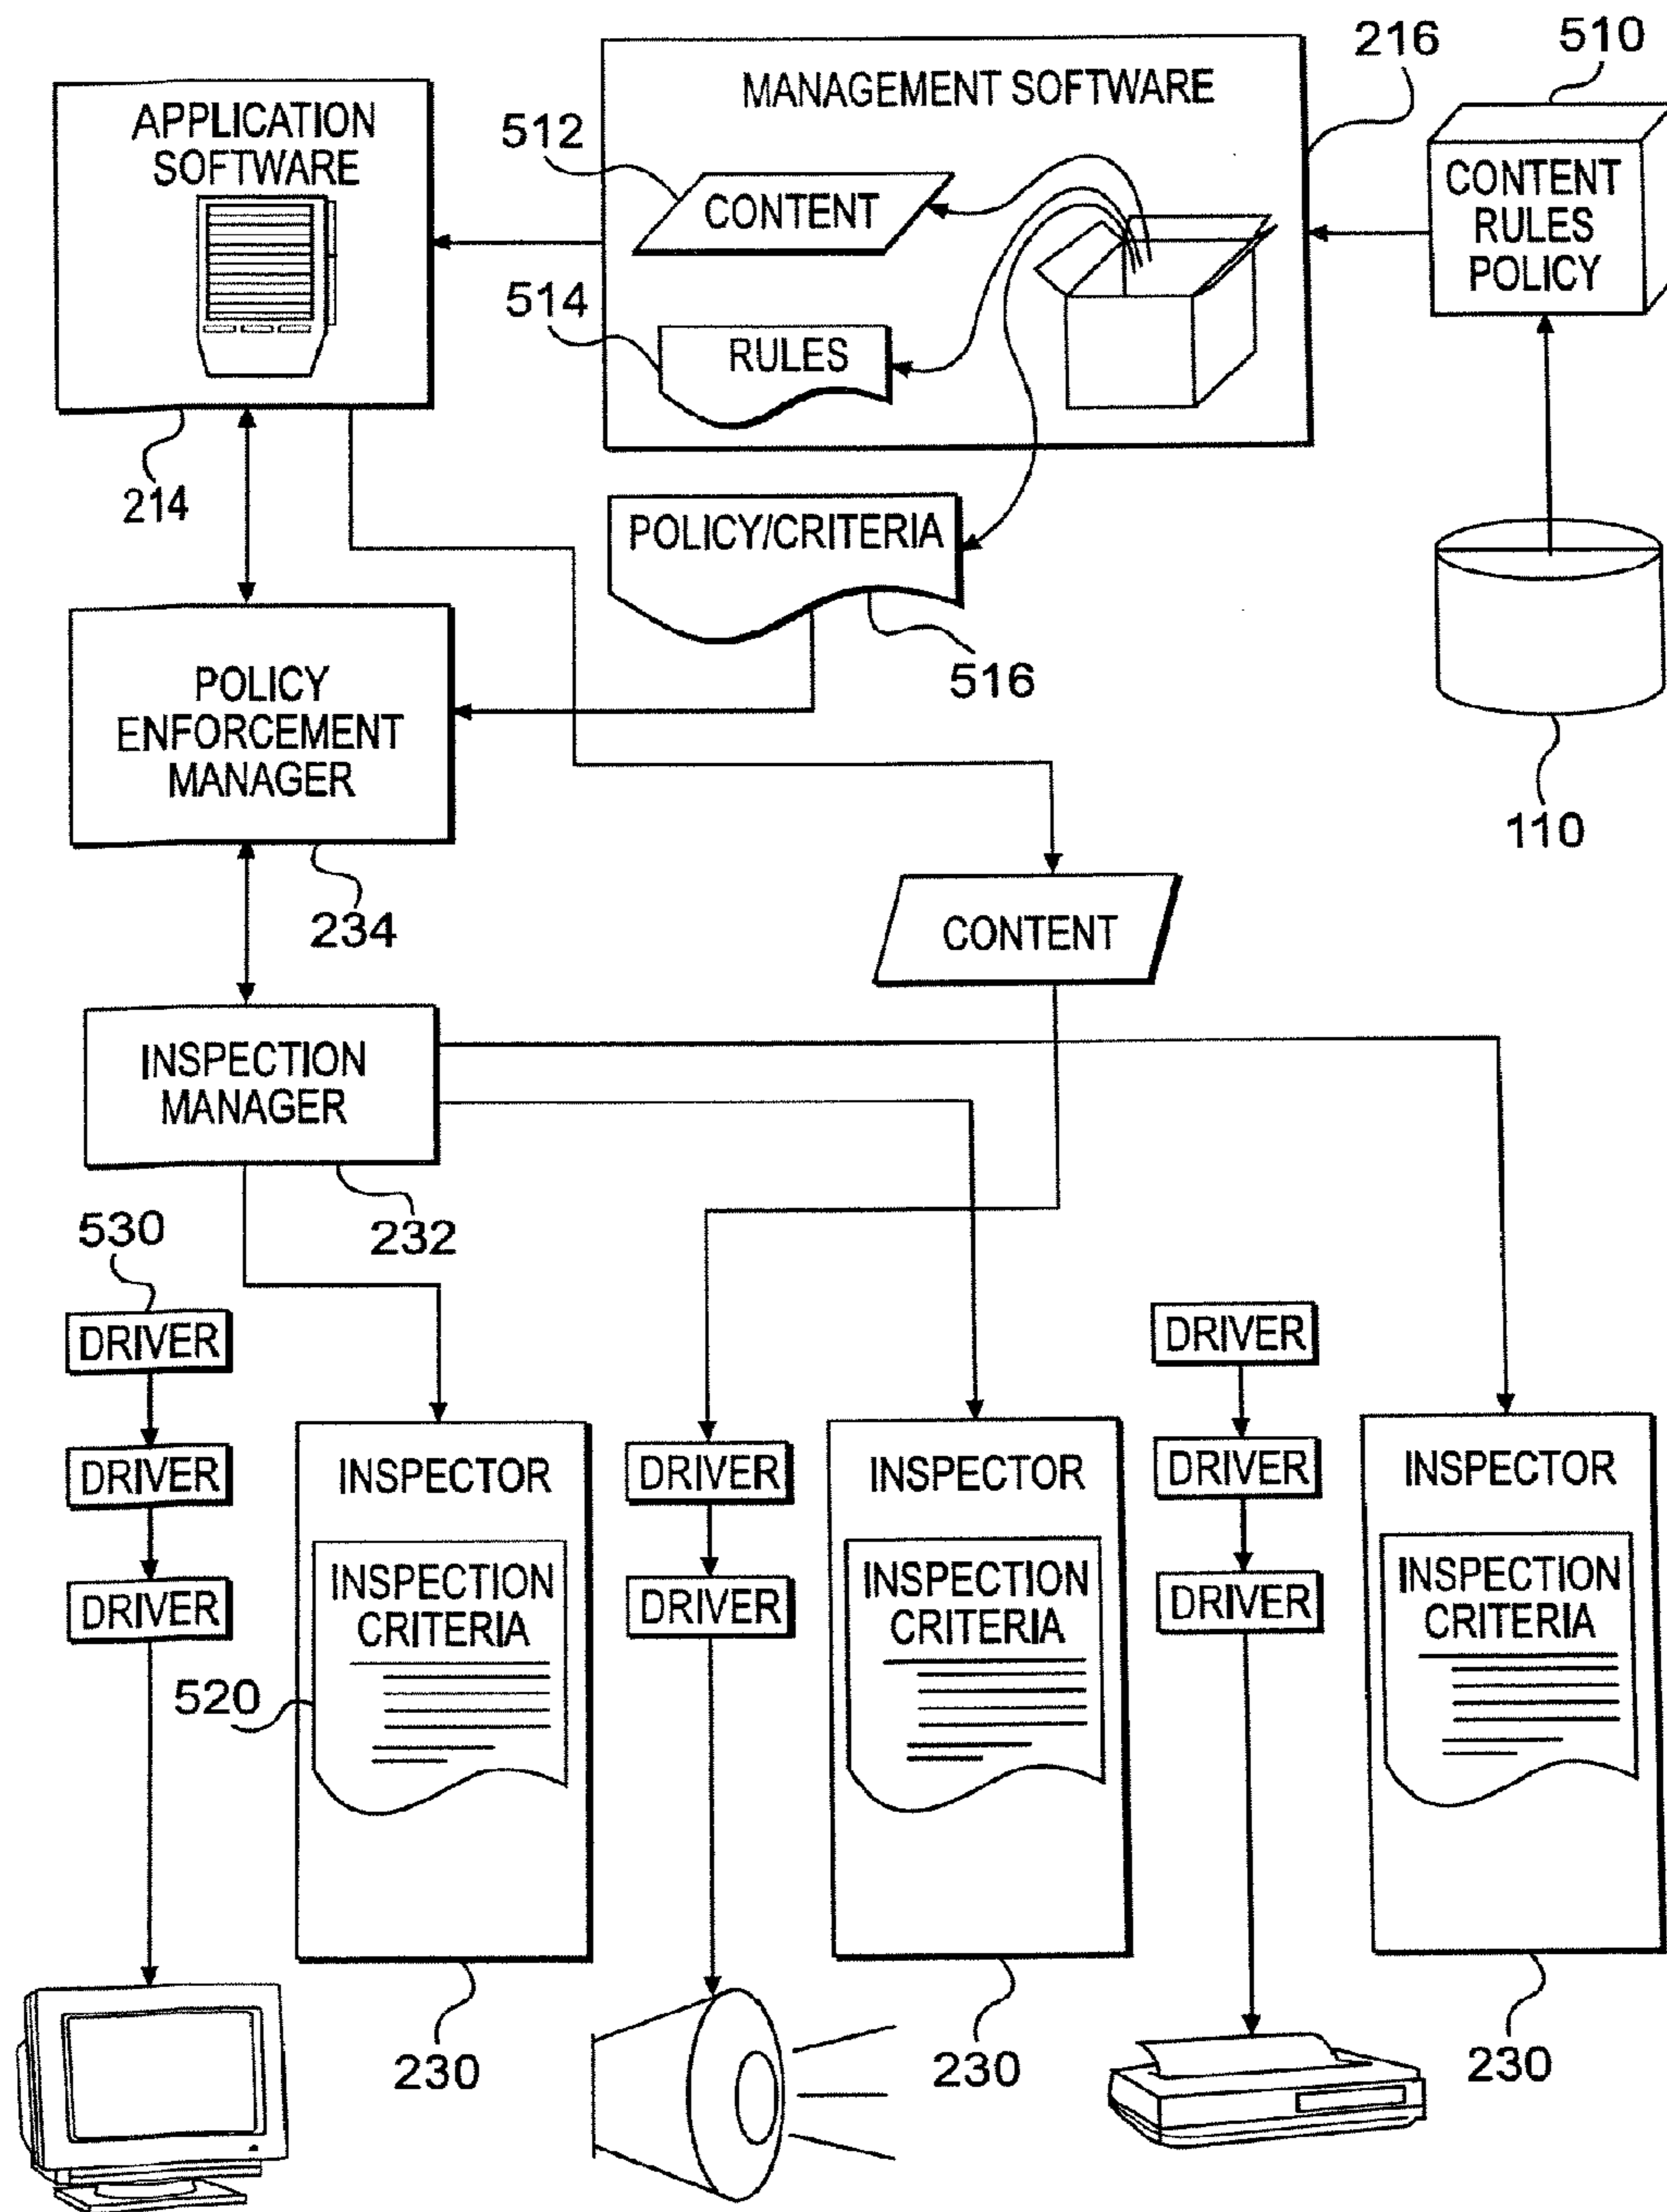 216
510
MANAGEMENT SOFTWARE
APPLICATION
SOFTWARE
512
CONTENT
CONTENT
RULES
POLICY
514
RULES
214
POLICY/CRITERIA
516
110
POLICY
ENFORCEMENT
MANAGER
234
CONTENT
INSPECTION
MANAGER
232
530
DRIVER
DRIVER
DRIVER
INSPECTOR
INSPECTION
CRITERIA
520
230
DRIVER
DRIVER
INSPECTOR
INSPECTION
CRITERIA
230
DRIVER
DRIVER
DRIVER
INSPECTOR
INSPECTION
CRITERIA
230